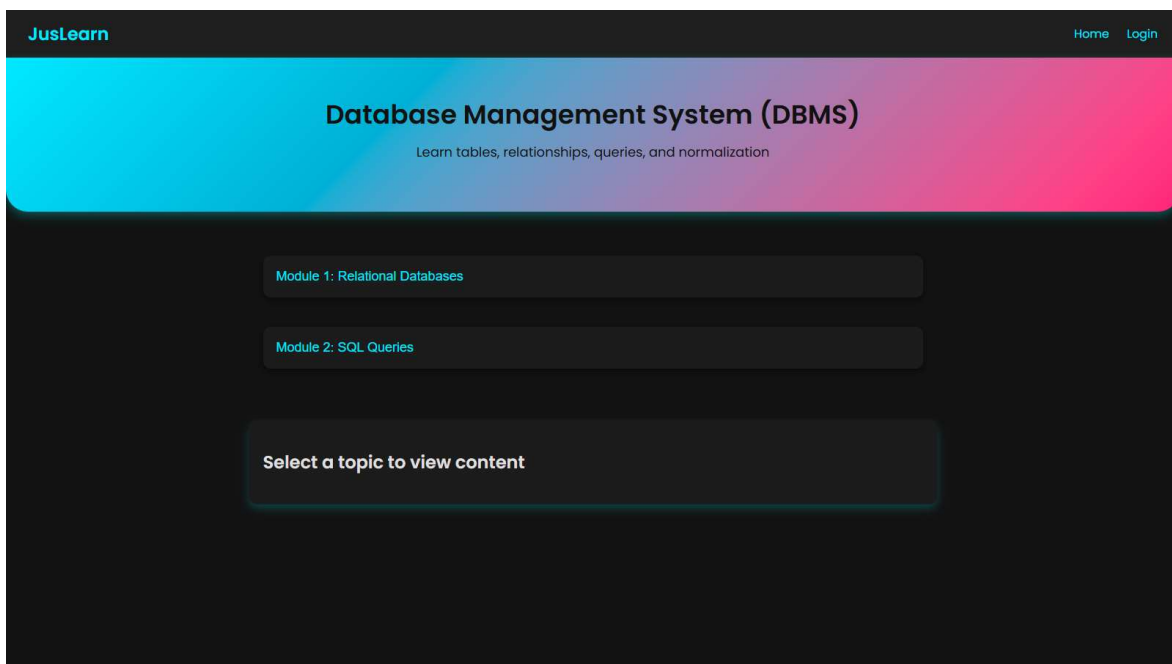 JusLearn
Home Login
Database Management System (DBMS)
Learn tables, relationships, queries, and normalization
Module 1: Relational Databases
Module 2: SQL Queries
Select a topic to view content